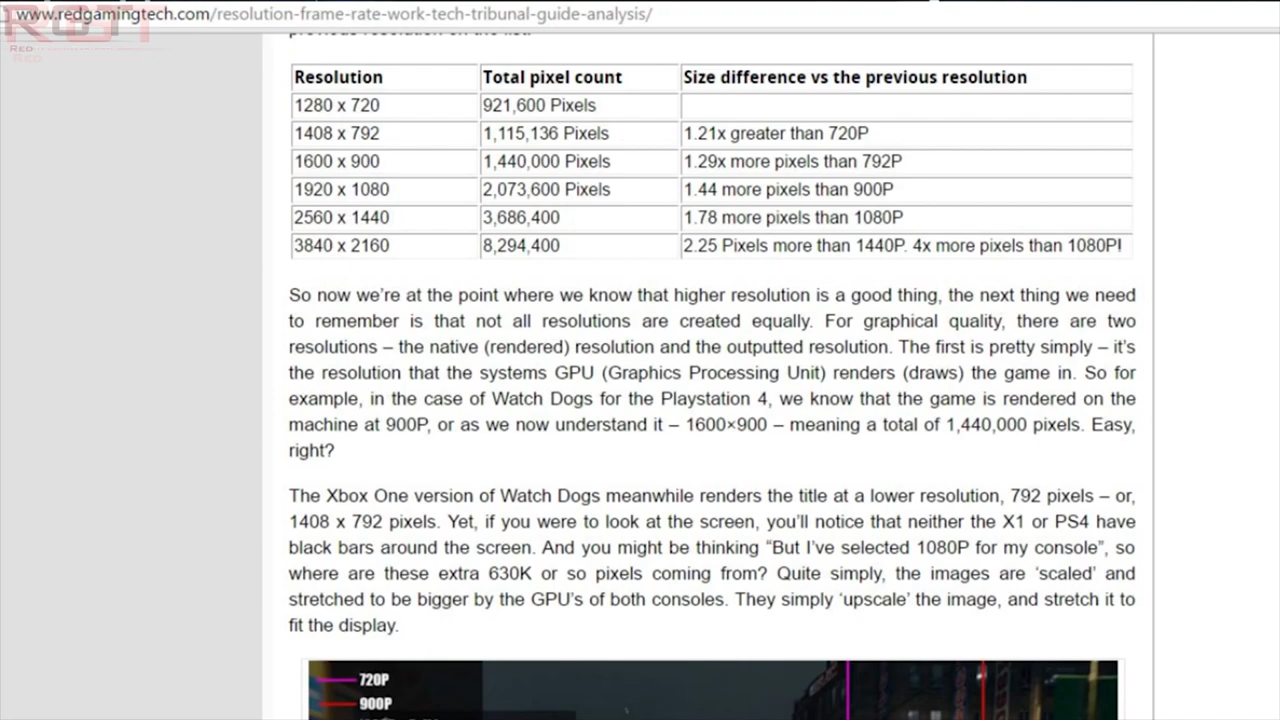 www.redgamingtech.com/resolution-frame-rate-work-tech-tribunal-guide-analysis/
RGT
previous resolution on the list.
Resolution Total pixel count Size difference vs the previous resolution
1280 x 720 921,600 Pixels
1408 x 792 1,115,136 Pixels 1.21x greater than 720P
1600 x 900 1,440,000 Pixels 1.29x more pixels than 792P
1920 x 1080 2,073,600 Pixels 1.44 more pixels than 900P
2560 x 1440 3,686,400 1.78 more pixels than 1080P
3840 x 2160 8,294,400 2.25 Pixels more than 1440P. 4x more pixels than 1080P!
So now we’re at the point where we know that higher resolution is a good thing, the next thing we need
to remember is that not all resolutions are created equally. For graphical quality, there are two
resolutions – the native (rendered) resolution and the outputted resolution. The first is pretty simply – it’s
the resolution that the systems GPU (Graphics Processing Unit) renders (draws) the game in. So for
example, in the case of Watch Dogs for the Playstation 4, we know that the game is rendered on the
machine at 900P, or as we now understand it – 1600×900 – meaning a total of 1,440,000 pixels. Easy,
right?
The Xbox One version of Watch Dogs meanwhile renders the title at a lower resolution, 792 pixels – or,
1408 x 792 pixels. Yet, if you were to look at the screen, you’ll notice that neither the X1 or PS4 have
black bars around the screen. And you might be thinking “But I’ve selected 1080P for my console”, so
where are these extra 630K or so pixels coming from? Quite simply, the images are ‘scaled’ and
stretched to be bigger by the GPU’s of both consoles. They simply ‘upscale’ the image, and stretch it to
fit the display.
720P
900P